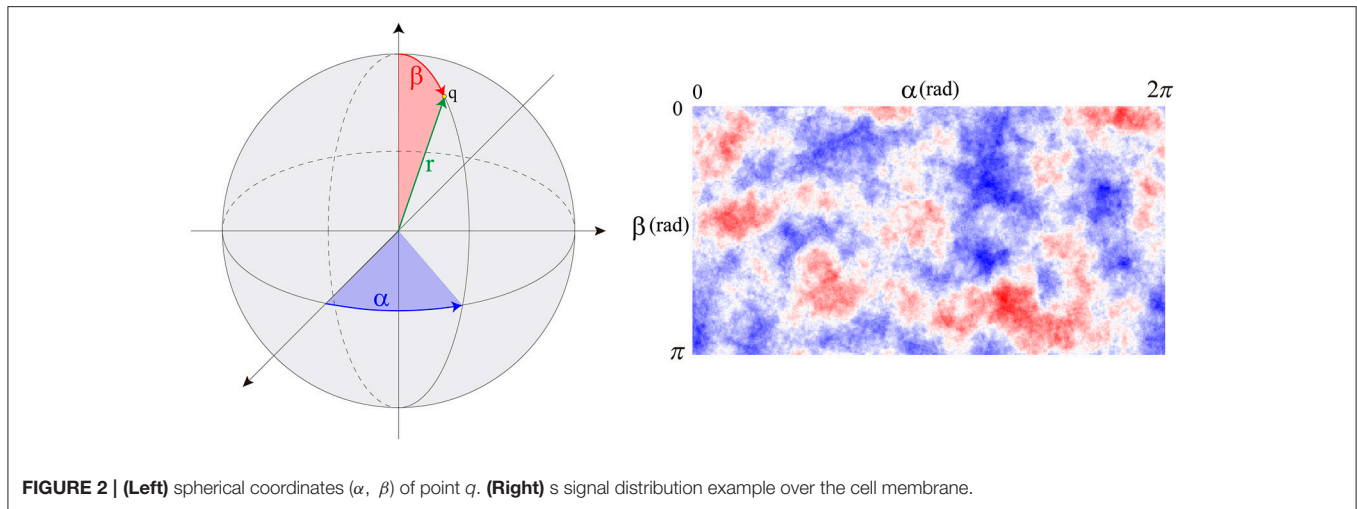 β
q
r
α
0
α(rad)
2π
0
β(rad)
π
FIGURE 2 | (Left) spherical coordinates (α, β) of point q. (Right) s signal distribution example over the cell membrane.